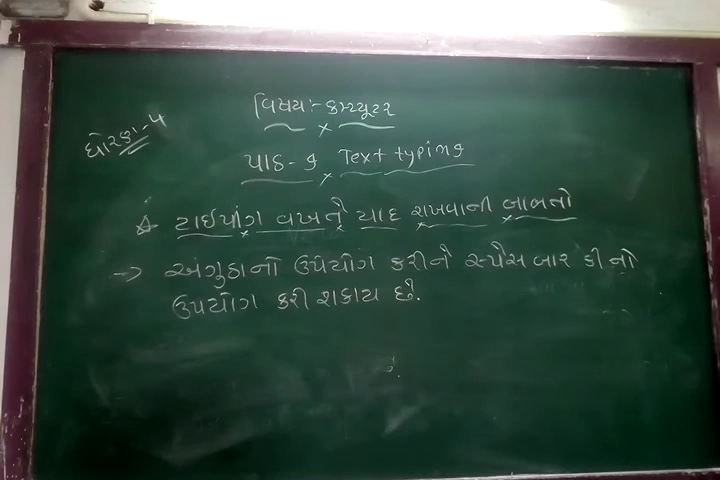 વિષય:- કમ્પ્યુટર
ધોરણ:-૫
પાઠ-૭ Text typing
ટાઈપીંગ વખતે યાદ રાખવાની બાબતો
→ અંગુઠાનો ઉપયોગ કરીને સ્પેસ બાર કી નો
ઉપયોગ કરી શકાય છે.